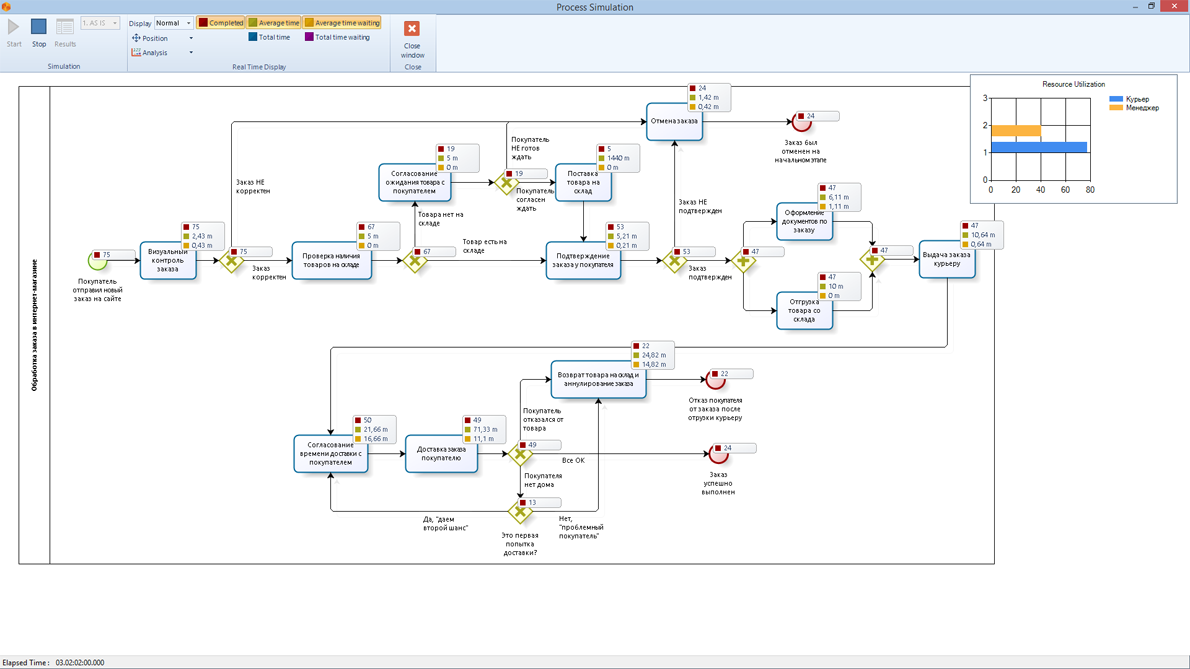 Process Simulation
Start
Stop
Results
1. AS IS
Simulation
Display
Normal
Position
Analysis
Completed
Average time
Average time waiting
Total time
Total time waiting
Real Time Display
Close
window
Close
Обработка заказа в интернет-магазине
75
Покупатель
отправил новый
заказ на сайте
75
2,43 m
0,43 m
Визуальный
контроль
заказа
75
Заказ НЕ
корректен
Заказ
корректен
67
5 m
0 m
Проверка наличия
товаров на складе
67
Товара нет на
складе
Товар есть на
складе
19
5 m
0 m
Согласование
ожидания товара с
покупателем
19
Покупатель
НЕ готов
ждать
Покупатель
согласен
ждать
5
1440 m
0 m
Поставка
товара на
склад
24
1,42 m
0,42 m
Отмена заказа
24
Заказ был
отменен на
начальном этапе
53
5,21 m
0,21 m
Подтверждение
заказа у покупателя
53
Заказ НЕ
подтвержден
Заказ
подтвержден
47
47
6,11 m
1,11 m
Оформление
документов по
заказу
47
10 m
0 m
Отгрузка
товара со
склада
47
47
10,64 m
0,64 m
Выдача заказа
курьеру
Resource Utilization
3
2
1
0
0
20
40
60
80
Курьер
Менеджер
22
24,82 m
14,82 m
Возврат товара на склад и
аннулирование заказа
22
Отказ покупателя
от заказа после
отрузки курьеру
50
21,66 m
16,66 m
Согласование
времени доставки с
покупателем
49
71,33 m
11,1 m
Доставка заказа
покупателю
49
Покупатель
отказался от
товара
Все ОК
Покупателя
нет дома
24
Заказ
успешно
выполнен
13
Да, "даем
второй шанс"
Нет,
"проблемный
покупатель"
Это первая
попытка
доставки?
Elapsed Time : 03.02:02:00.000